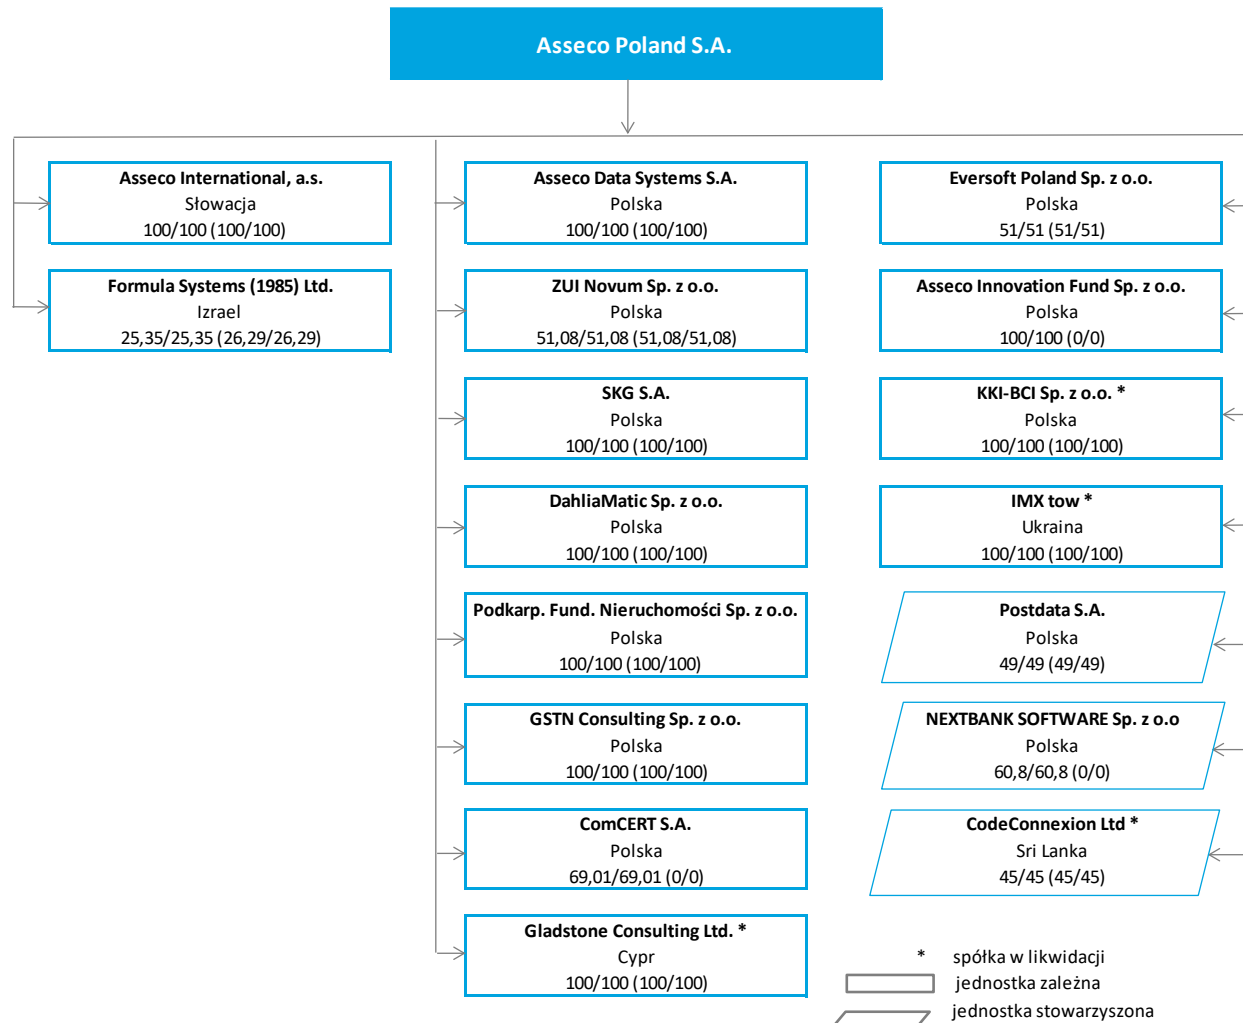 Asseco Poland S.A.
Asseco International, a.s.
Słowacja
100/100 (100/100)
Formula Systems (1985) Ltd.
Izrael
25,35/25,35 (26,29/26,29)
Asseco Data Systems S.A.
Polska
100/100 (100/100)
ZUI Novum Sp. z o.o.
Polska
51,08/51,08 (51,08/51,08)
SKG S.A.
Polska
100/100 (100/100)
DahliaMatic Sp. z o.o.
Polska
100/100 (100/100)
Podkarp. Fund. Nieruchomości Sp. z o.o.
Polska
100/100 (100/100)
GSTN Consulting Sp. z o.o.
Polska
100/100 (100/100)
ComCERT S.A.
Polska
69,01/69,01 (0/0)
Gladstone Consulting Ltd. *
Cypr
100/100 (100/100)
Eversoft Poland Sp. z o.o.
Polska
51/51 (51/51)
Asseco Innovation Fund Sp. z o.o.
Polska
100/100 (0/0)
KKI-BCI Sp. z o.o. *
Polska
100/100 (100/100)
IMX tow *
Ukraina
100/100 (100/100)
Postdata S.A.
Polska
49/49 (49/49)
NEXTBANK SOFTWARE Sp. z o.o
Polska
60,8/60,8 (0/0)
CodeConnexion Ltd *
Sri Lanka
45/45 (45/45)
* spółka w likwidacji
jednostka zależna
jednostka stowarzyszona